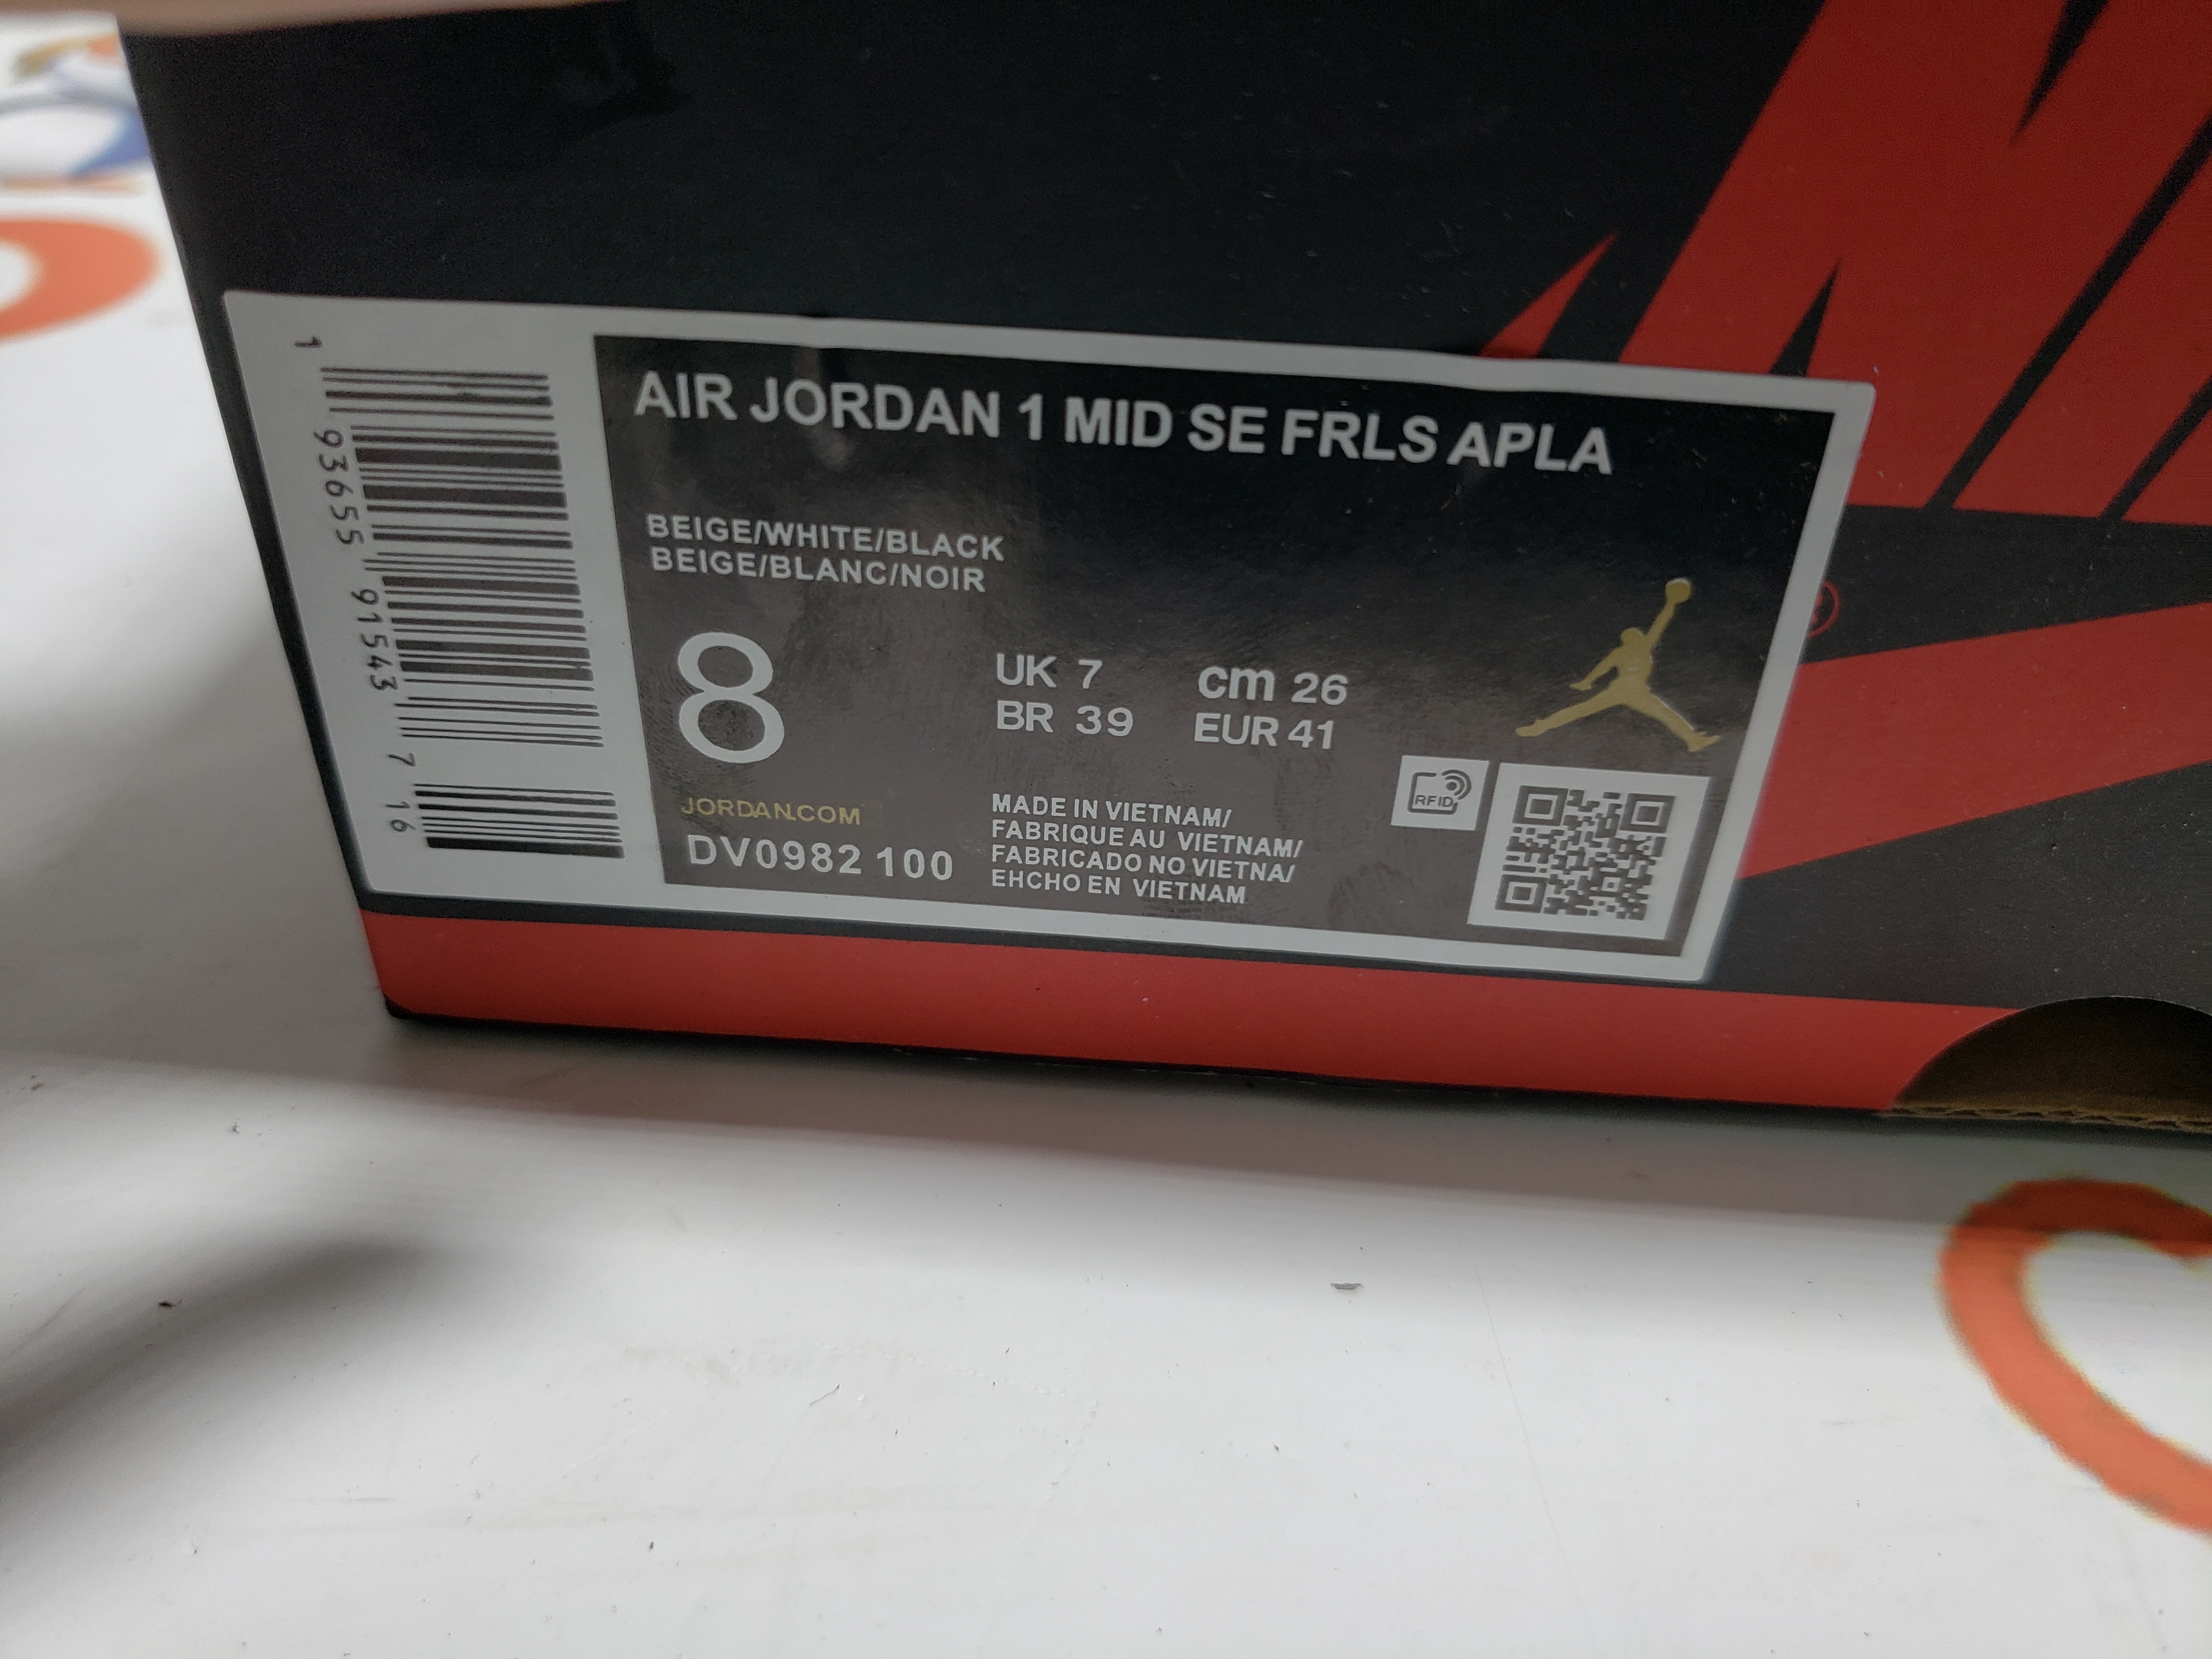 AIR JORDAN 1 MID SE FRLS APLA
BEIGE/WHITE/BLACK
BEIGE/BLANC/NOIR
8
UK 7 cm 26
BR 39 EUR 41
JORDAN.COM
DV0982 100
MADE IN VIETNAM/
FABRIQUE AU VIETNAM/
FABRICADO NO VIETNA/
EHCHO EN VIETNAM
RFID
1 93655 91543 7 16
®